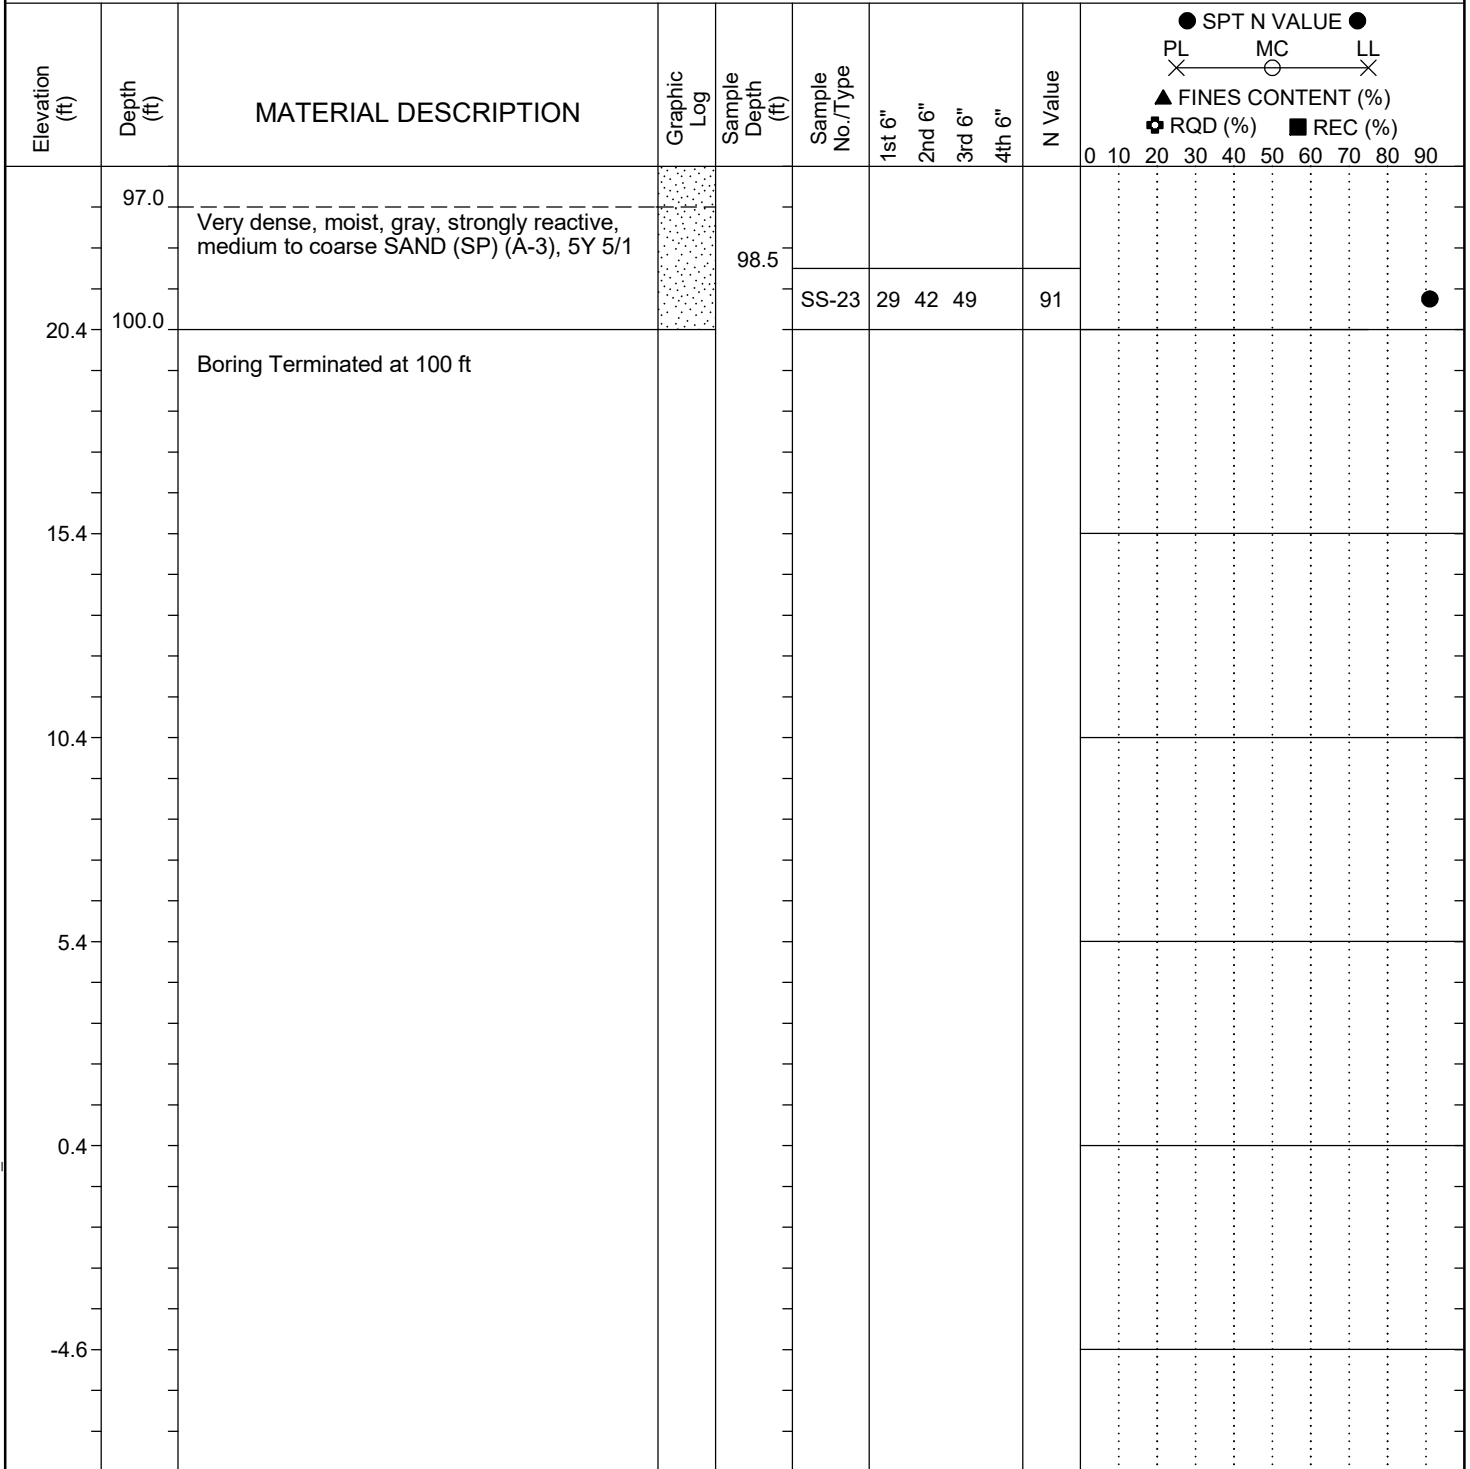 ● SPT N VALUE ●
PL MC LL
▲ FINES CONTENT (%)
RQD (%) ■ REC (%)
Elevation (ft)
Depth (ft)
MATERIAL DESCRIPTION
Graphic Log
Sample Depth (ft)
Sample No./Type
1st 6"
2nd 6"
3rd 6"
4th 6"
N Value
0 10 20 30 40 50 60 70 80 90
97.0
Very dense, moist, gray, strongly reactive,
medium to coarse SAND (SP) (A-3), 5Y 5/1
98.5
SS-23 29 42 49 91
20.4 100.0
Boring Terminated at 100 ft
15.4
10.4
5.4
0.4
-4.6